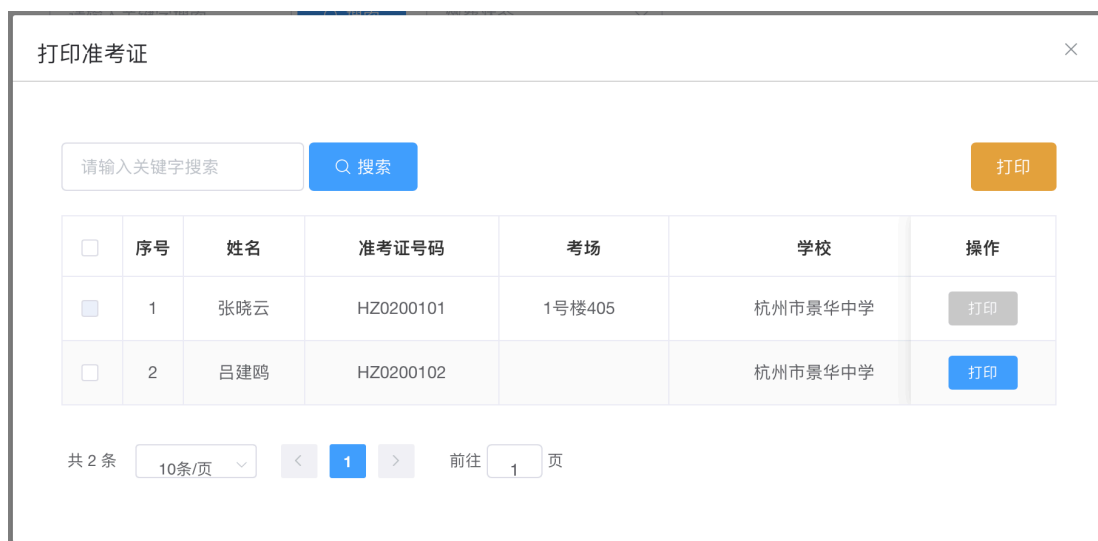 打印准考证
请输入关键字搜索 搜索 打印
序号 姓名 准考证号码 考场 学校 操作
1 张晓云 HZ0200101 1号楼405 杭州市景华中学 打印
2 吕建鸥 HZ0200102 杭州市景华中学 打印
共 2 条 10条/页 1 前往 1 页